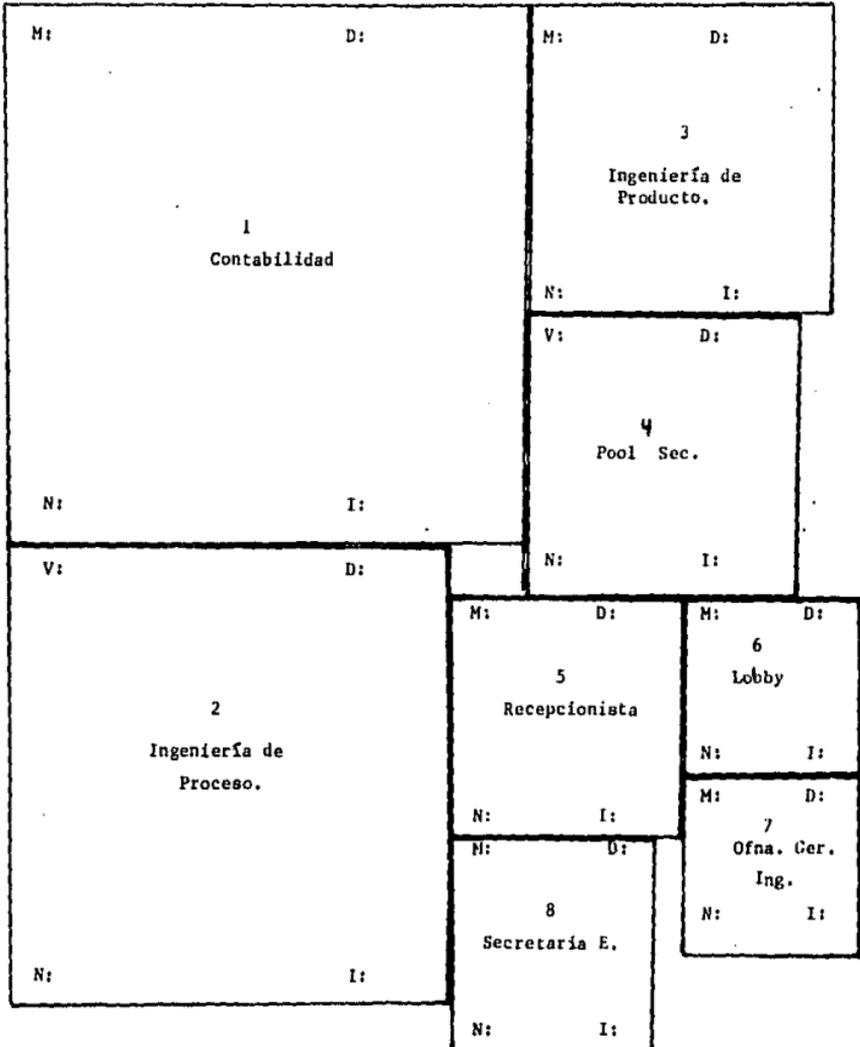 M: D:
1
Contabilidad
N: I:
M: D:
3
Ingeniería de
Producto.
N: I:
V: D:
4
Pool Sec.
N: I:
V: D:
2
Ingeniería de
Proceso.
N: I:
M: D:
5
Recepcionista
N: I:
M: D:
6
Lobby
N: I:
M: D:
7
Ofna. Ger.
Ing.
N: I:
M: D:
8
Secretaria E.
N: I: